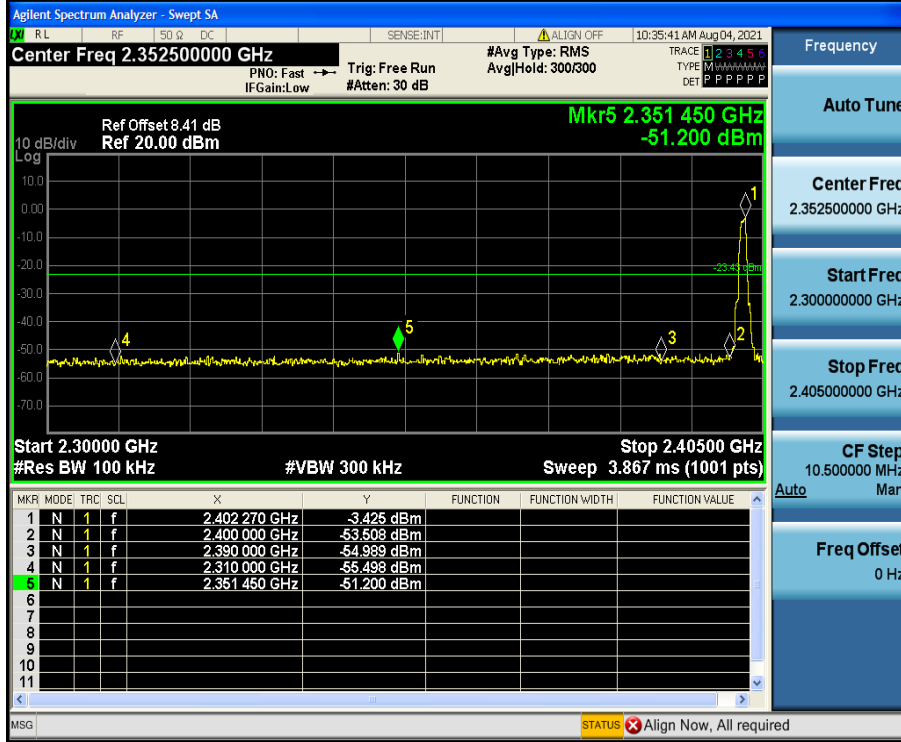 Agilent Spectrum Analyzer - Swept SA
LXI RL RF 50 Ω DC SENSE:INT ALIGN OFF 10:35:41 AM Aug 04, 2021
Center Freq 2.352500000 GHz
PNO: Fast
IFGain:Low
Trig: Free Run
#Atten: 30 dB
#Avg Type: RMS
Avg|Hold: 300/300
TRACE 1 2 3 4 5 6
TYPE MWWWWW
DET P P P P P P
Mkr5 2.351 450 GHz
-51.200 dBm
Ref Offset 8.41 dB
10 dB/div Ref 20.00 dBm
Log
10.0
0.00
-10.0
-20.0
-30.0
-40.0
-50.0
-60.0
-70.0
-23.43 dBm
1
2
3
4
5
Start 2.30000 GHz Stop 2.40500 GHz
#Res BW 100 kHz #VBW 300 kHz Sweep 3.867 ms (1001 pts)
MKR MODE TRC SCL X Y FUNCTION FUNCTION WIDTH FUNCTION VALUE
1 N 1 f 2.402 270 GHz -3.425 dBm
2 N 1 f 2.400 000 GHz -53.508 dBm
3 N 1 f 2.390 000 GHz -54.989 dBm
4 N 1 f 2.310 000 GHz -55.498 dBm
5 N 1 f 2.351 450 GHz -51.200 dBm
6
7
8
9
10
11
MSG STATUS Align Now, All required
Frequency
Auto Tune
Center Freq
2.352500000 GHz
Start Freq
2.300000000 GHz
Stop Freq
2.405000000 GHz
CF Step
10.500000 MHz
Auto Man
Freq Offset
0 Hz